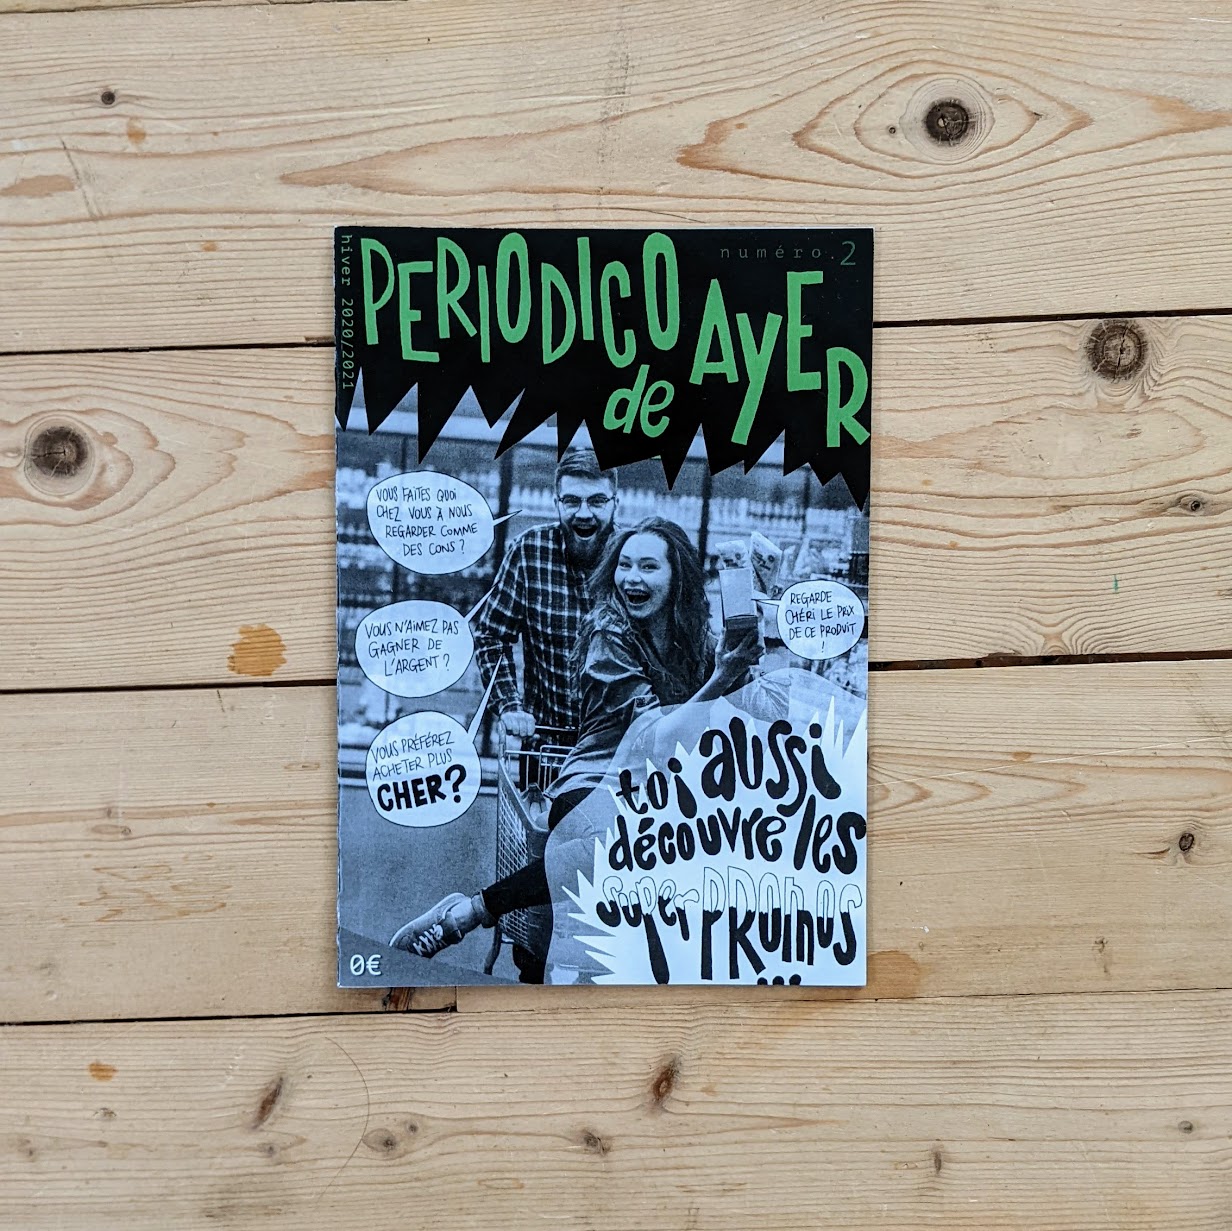 hiver 2020/2021
numéro.2
PERIODICO
de AYER
VOUS FAITES QUOI
CHEZ VOUS À NOUS
REGARDER COMME
DES CONS ?
VOUS N'AIMEZ PAS
GAGNER DE
L'ARGENT ?
VOUS PRÉFÉREZ
ACHETER PLUS
CHER?
REGARDE
CHÉRI LE PRIX
DE CE PRODUIT
!
toi aussi
découvre les
super PROMOS
...
0€